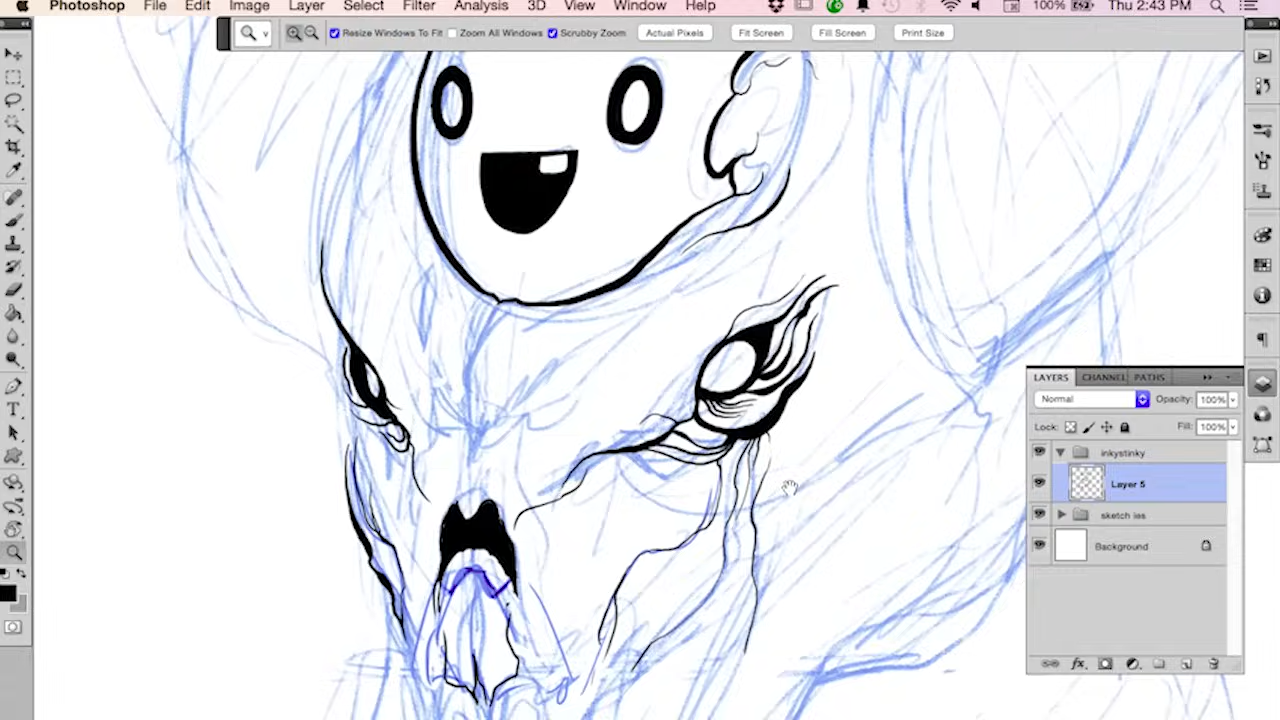 Photoshop File Edit Image Layer Select Filter Analysis 3D View Window Help 100% Thu 2:43 PM
Resize Windows To Fit Zoom All Windows Scrubby Zoom Actual Pixels Fit Screen Fill Screen Print Size
LAYERS CHANNEL PATHS
Normal Opacity: 100%
Lock: Fill: 100%
inkystinky
Layer 5
sketch ies
Background